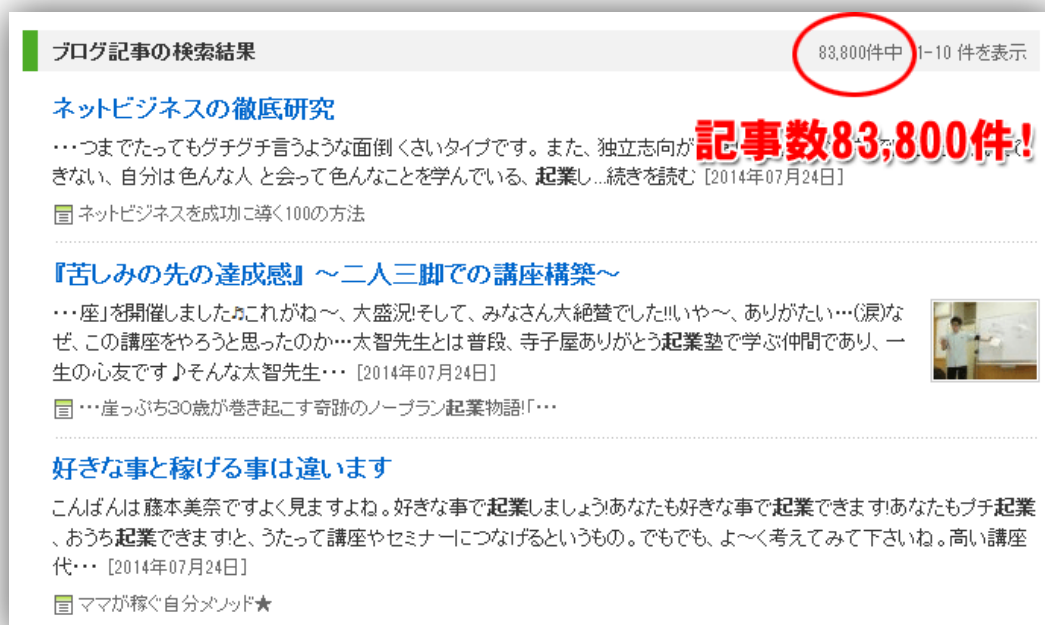 ブログ記事の検索結果
83,800件中 1-10 件を表示
ネットビジネスの徹底研究
記事数83,800件！
・・・つまでたってもグチグチ言うような面倒くさいタイプです。また、独立志向が
きない、自分は色んな人と会って色んなことを学んでいる、起業し...続きを読む [2014年07月24日]
ネットビジネスを成功に導く100の方法
『苦しみの先の達成感』～二人三脚での講座構築～
・・・座」を開催しました♫これがね～、大盛況!そして、みなさん大絶賛でした!!いや～、ありがたい…(涙)な
ぜ、この講座をやろうと思ったのか…太智先生とは普段、寺子屋ありがとう起業塾で学ぶ仲間であり、一
生の心友です♪そんな太智先生・・・ [2014年07月24日]
・・・崖っぷち30歳が巻き起こす奇跡のノープラン起業物語!「・・・
好きな事と稼げる事は違います
こんばんは藤本美奈ですよく見ますよね。好きな事で起業しましょう!あなたも好きな事で起業できます!あなたもプチ起業
、おうち起業できます!と、うたって講座やセミナーにつなげるというもの。でもでも、よ～く考えてみて下さいね。高い講座
代・・・ [2014年07月24日]
ママが稼ぐ自分メソッド★